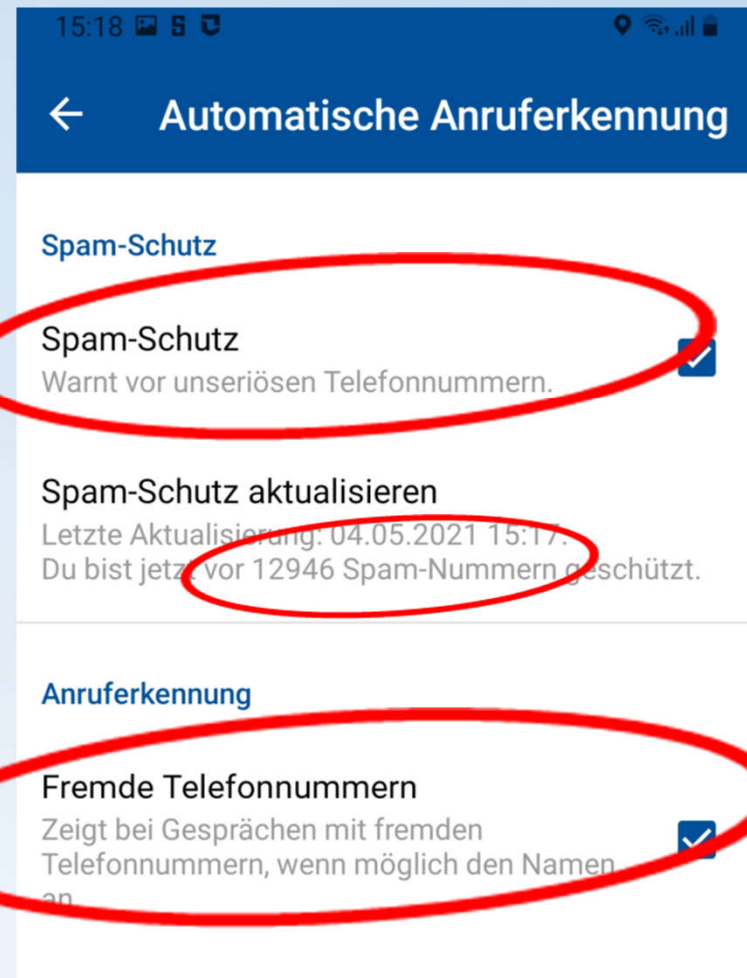 15:18
Automatische Anruferkennung
Spam-Schutz
Spam-Schutz
Warnt vor unseriösen Telefonnummern.
Spam-Schutz aktualisieren
Letzte Aktualisierung: 04.05.2021 15:17.
Du bist jetzt vor 12946 Spam-Nummern geschützt.
Anruferkennung
Fremde Telefonnummern
Zeigt bei Gesprächen mit fremden
Telefonnummern, wenn möglich den Namen
an.